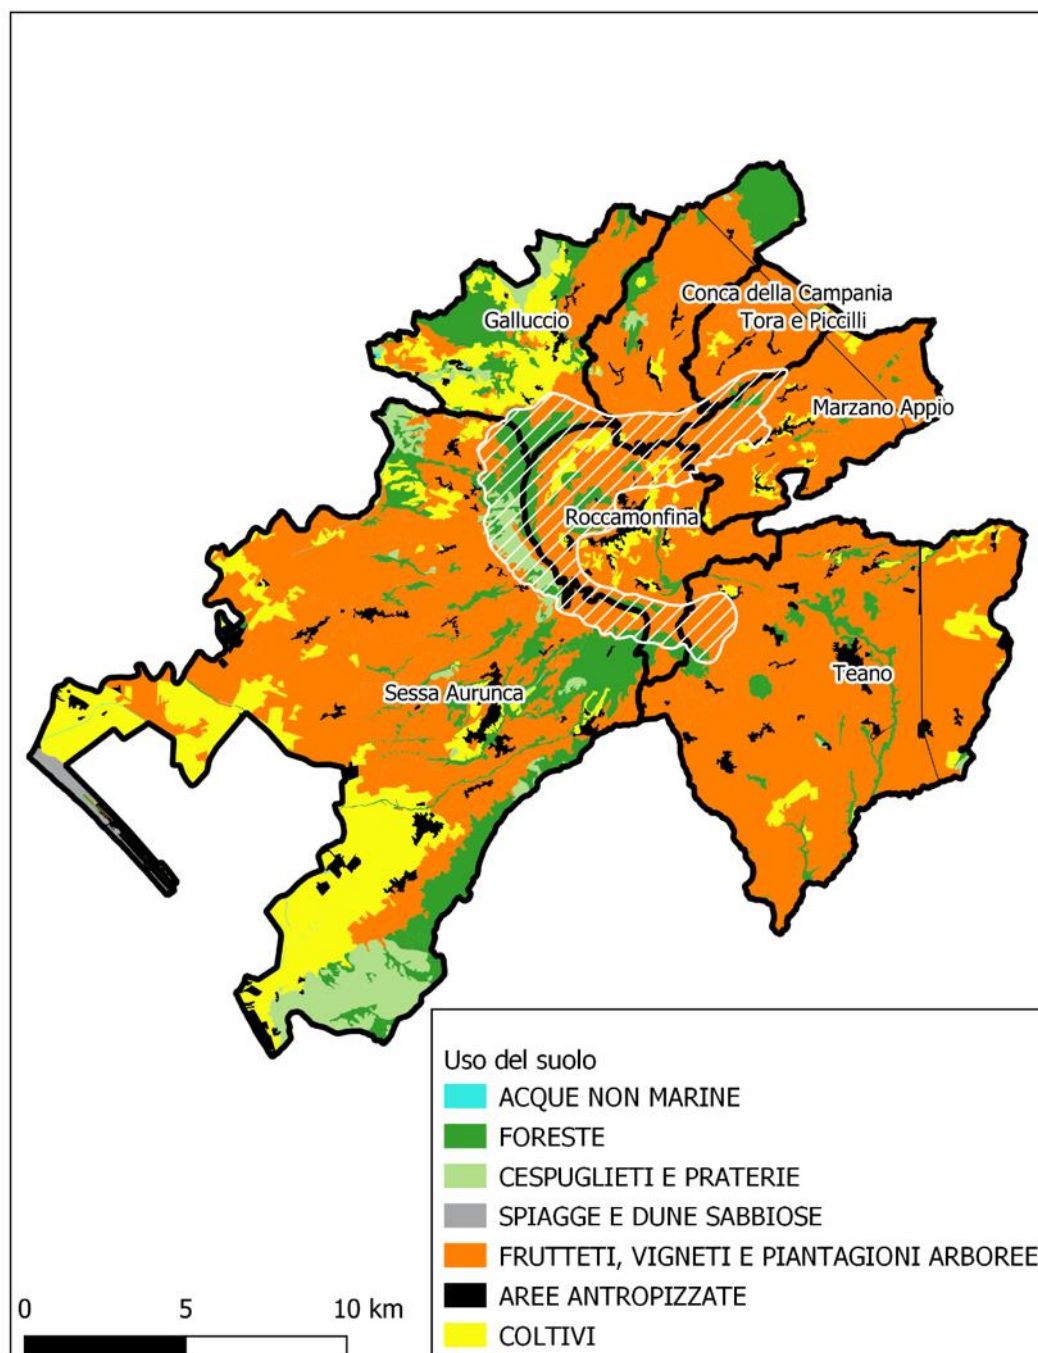 Conca della Campania
Galluccio
Tora e Piccilli
Marzano Appio
Roccamonfina
Teano
Sessa Aurunca
Uso del suolo
ACQUE NON MARINE
FORESTE
CESPUGLIETI E PRATERIE
SPIAGGE E DUNE SABBIOSE
FRUTTETI, VIGNETI E PIANTAGIONI ARBOREE
AREE ANTROPIZZATE
COLTIVI
0 5 10 km